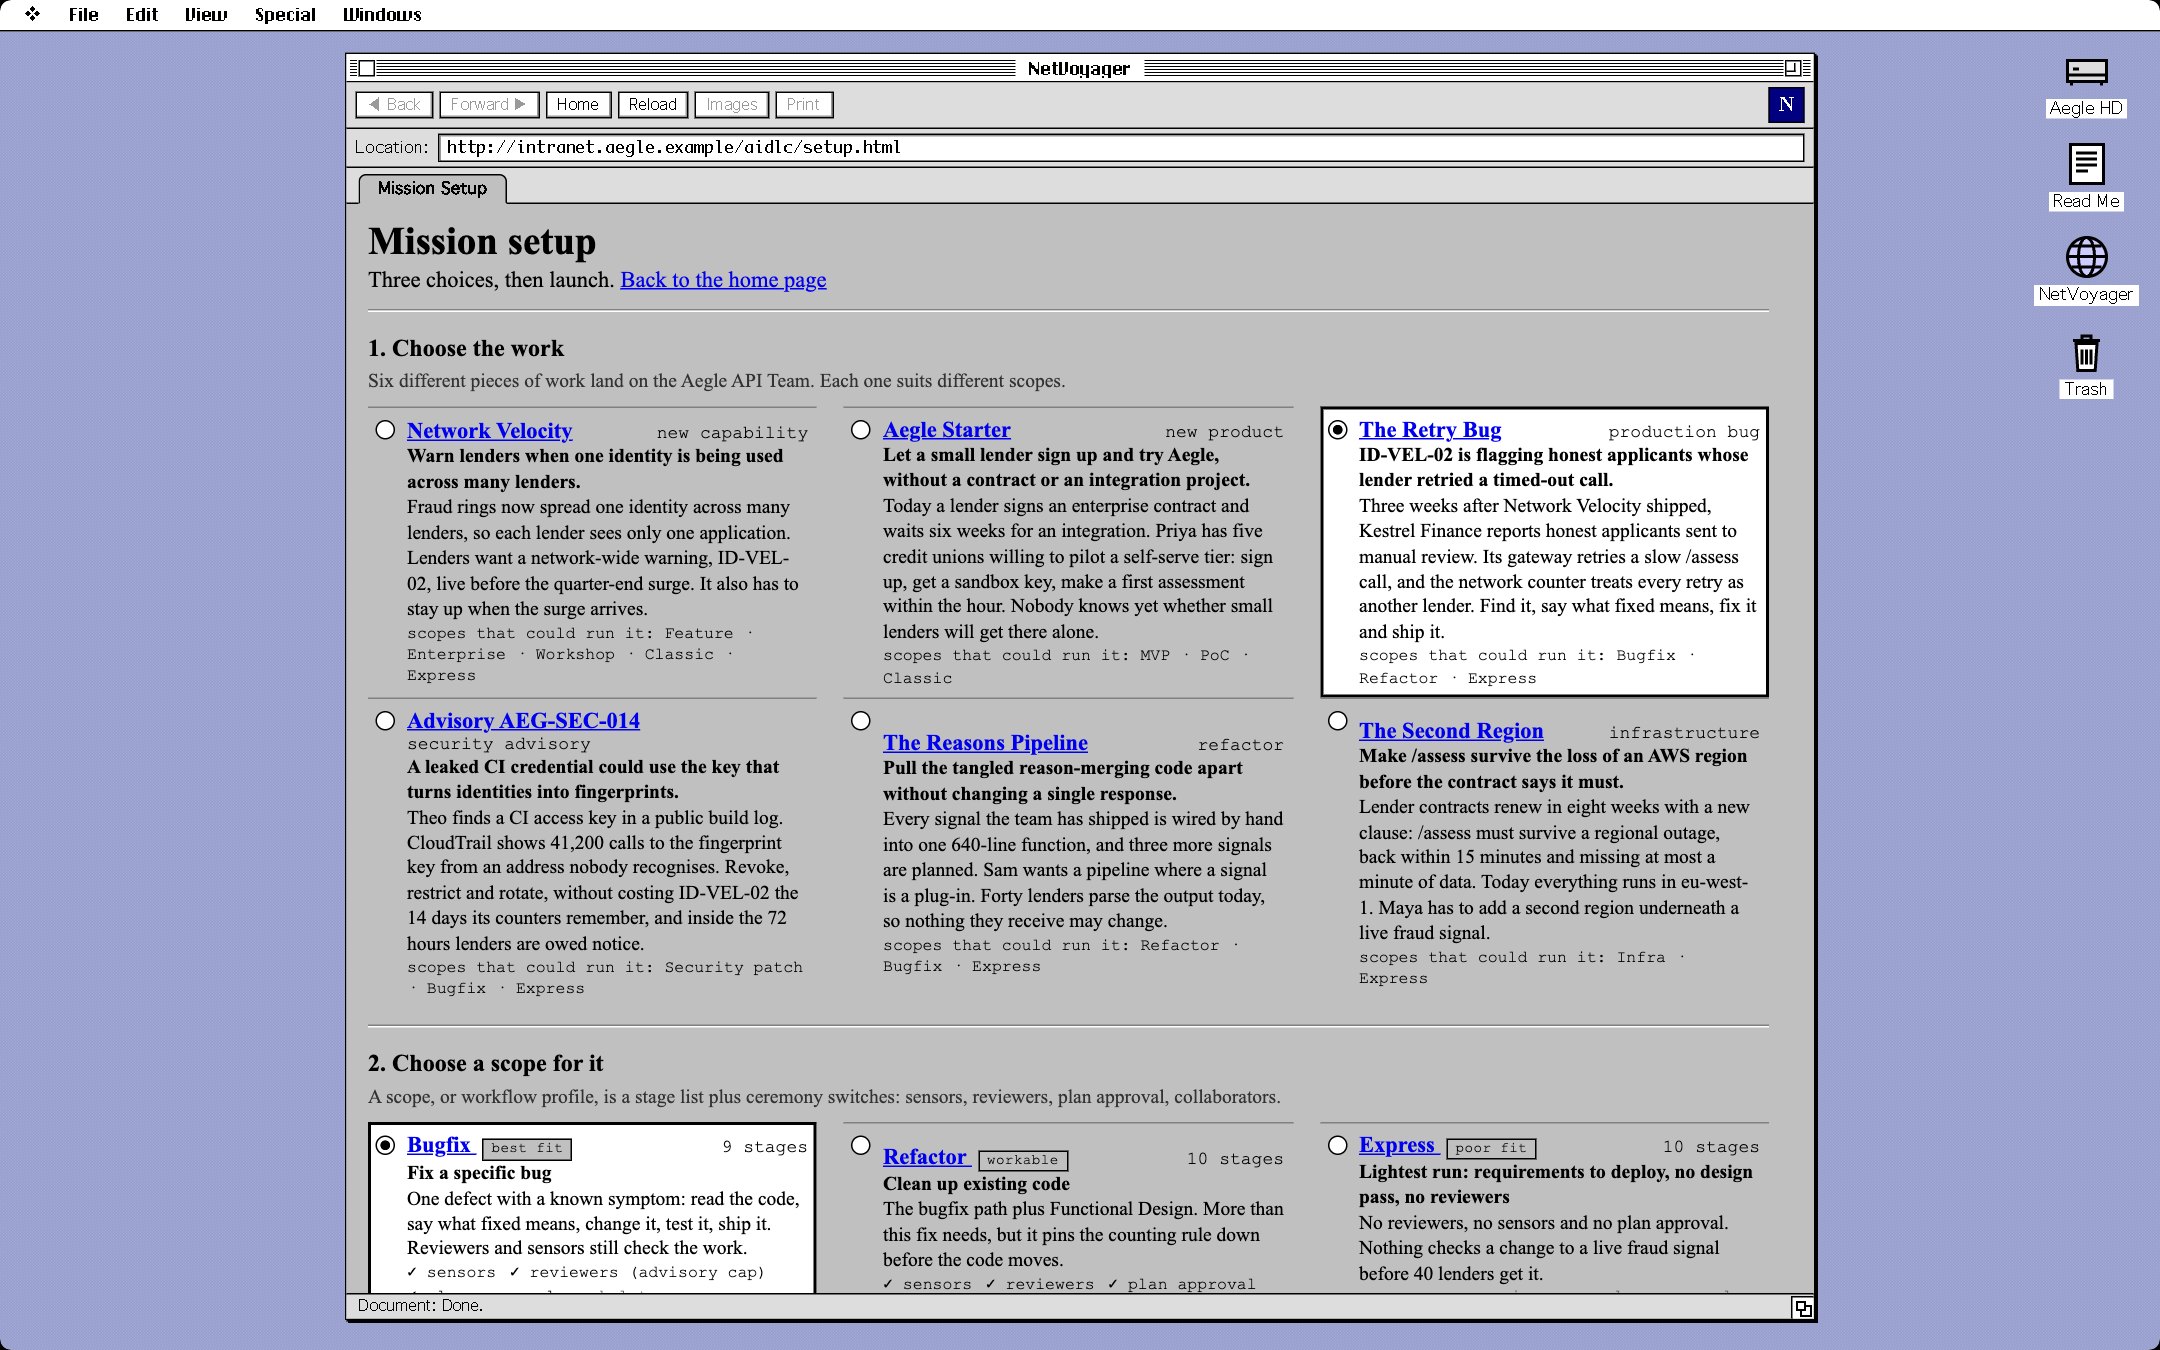 File Edit View Special Windows
NetVoyager
Back Forward Home Reload Images Print
N
Location: http://intranet.aegle.example/aidlc/setup.html
Mission Setup
Mission setup
Three choices, then launch. Back to the home page
1. Choose the work
Six different pieces of work land on the Aegle API Team. Each one suits different scopes.
Network Velocity new capability
Warn lenders when one identity is being used
across many lenders.
Fraud rings now spread one identity across many
lenders, so each lender sees only one application.
Lenders want a network-wide warning, ID-VEL-
02, live before the quarter-end surge. It also has to
stay up when the surge arrives.
scopes that could run it: Feature ·
Enterprise · Workshop · Classic ·
Express
Aegle Starter new product
Let a small lender sign up and try Aegle,
without a contract or an integration project.
Today a lender signs an enterprise contract and
waits six weeks for an integration. Priya has five
credit unions willing to pilot a self-serve tier: sign
up, get a sandbox key, make a first assessment
within the hour. Nobody knows yet whether small
lenders will get there alone.
scopes that could run it: MVP · PoC ·
Classic
The Retry Bug production bug
ID-VEL-02 is flagging honest applicants whose
lender retried a timed-out call.
Three weeks after Network Velocity shipped,
Kestrel Finance reports honest applicants sent to
manual review. Its gateway retries a slow /assess
call, and the network counter treats every retry as
another lender. Find it, say what fixed means, fix it
and ship it.
scopes that could run it: Bugfix ·
Refactor · Express
Advisory AEG-SEC-014
security advisory
A leaked CI credential could use the key that
turns identities into fingerprints.
Theo finds a CI access key in a public build log.
CloudTrail shows 41,200 calls to the fingerprint
key from an address nobody recognises. Revoke,
restrict and rotate, without costing ID-VEL-02 the
14 days its counters remember, and inside the 72
hours lenders are owed notice.
scopes that could run it: Security patch
· Bugfix · Express
The Reasons Pipeline refactor
Pull the tangled reason-merging code apart
without changing a single response.
Every signal the team has shipped is wired by hand
into one 640-line function, and three more signals
are planned. Sam wants a pipeline where a signal
is a plug-in. Forty lenders parse the output today,
so nothing they receive may change.
scopes that could run it: Refactor ·
Bugfix · Express
The Second Region infrastructure
Make /assess survive the loss of an AWS region
before the contract says it must.
Lender contracts renew in eight weeks with a new
clause: /assess must survive a regional outage,
back within 15 minutes and missing at most a
minute of data. Today everything runs in eu-west-
1. Maya has to add a second region underneath a
live fraud signal.
scopes that could run it: Infra ·
Express
2. Choose a scope for it
A scope, or workflow profile, is a stage list plus ceremony switches: sensors, reviewers, plan approval, collaborators.
Bugfix best fit 9 stages
Fix a specific bug
One defect with a known symptom: read the code,
say what fixed means, change it, test it, ship it.
Reviewers and sensors still check the work.
✓ sensors ✓ reviewers (advisory cap)
Refactor workable 10 stages
Clean up existing code
The bugfix path plus Functional Design. More than
this fix needs, but it pins the counting rule down
before the code moves.
✓ sensors ✓ reviewers ✓ plan approval
Express poor fit 10 stages
Lightest run: requirements to deploy, no design
pass, no reviewers
No reviewers, no sensors and no plan approval.
Nothing checks a change to a live fraud signal
before 40 lenders get it.
Document: Done.
Aegle HD
Read Me
NetVoyager
Trash